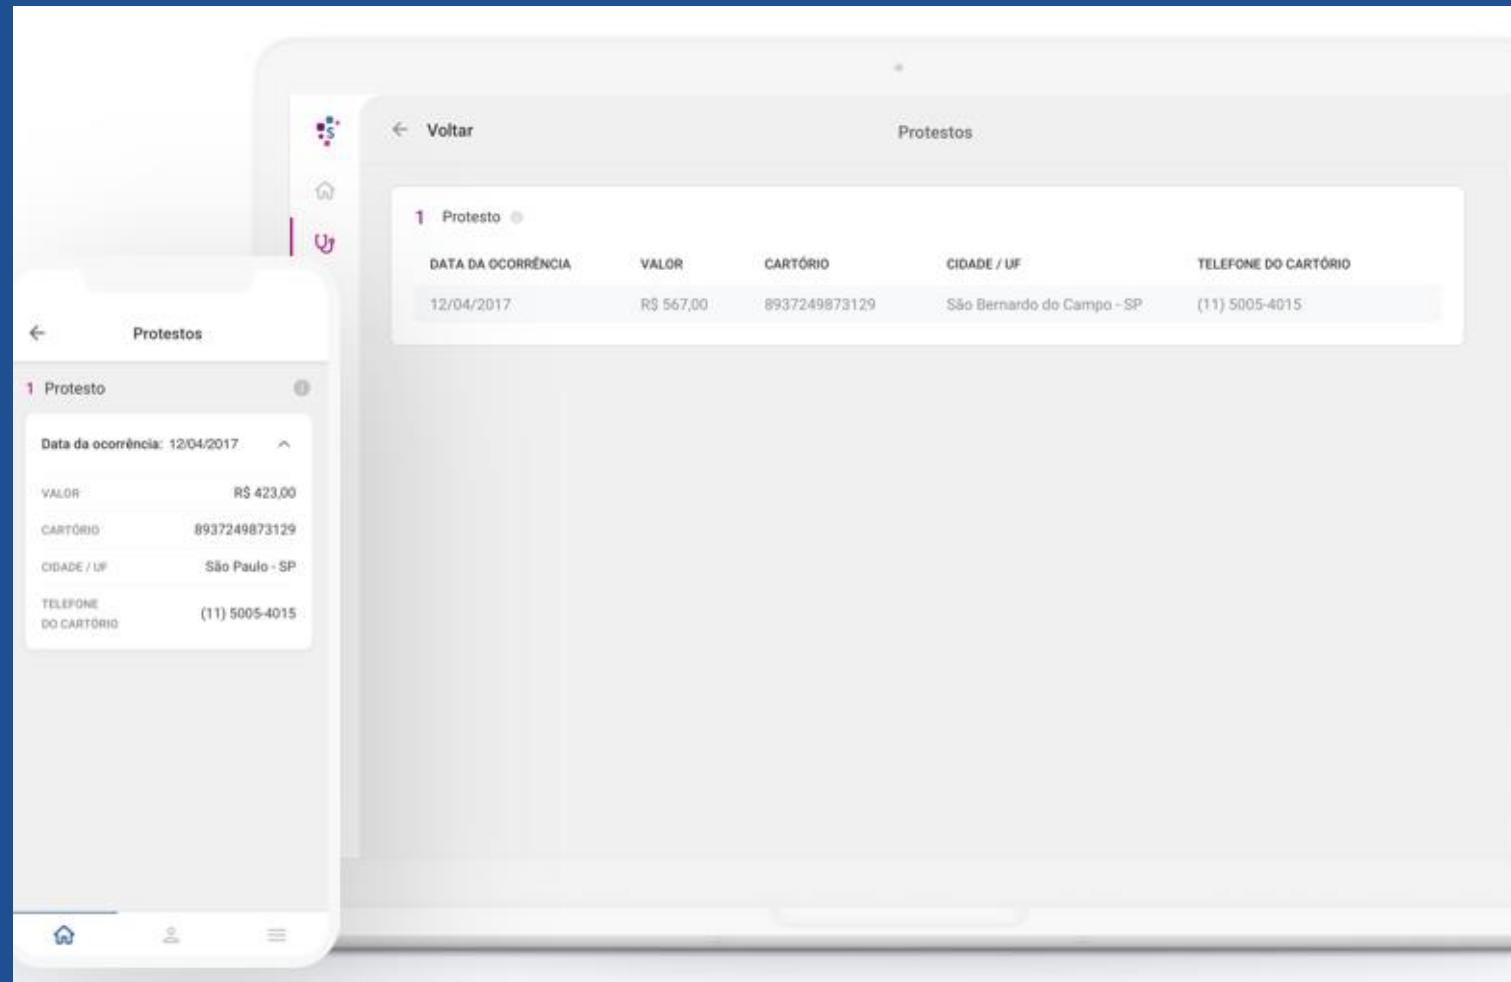 S
Voltar
Protestos
1 Protesto
DATA DA OCORRÊNCIA VALOR CARTÓRIO CIDADE / UF TELEFONE DO CARTÓRIO
12/04/2017 R$ 567,00 8937249873129 São Bernardo do Campo - SP (11) 5005-4015
Protestos
1 Protesto
Data da ocorrência: 12/04/2017
VALOR R$ 423,00
CARTÓRIO 8937249873129
CIDADE / UF São Paulo - SP
TELEFONE
DO CARTÓRIO (11) 5005-4015